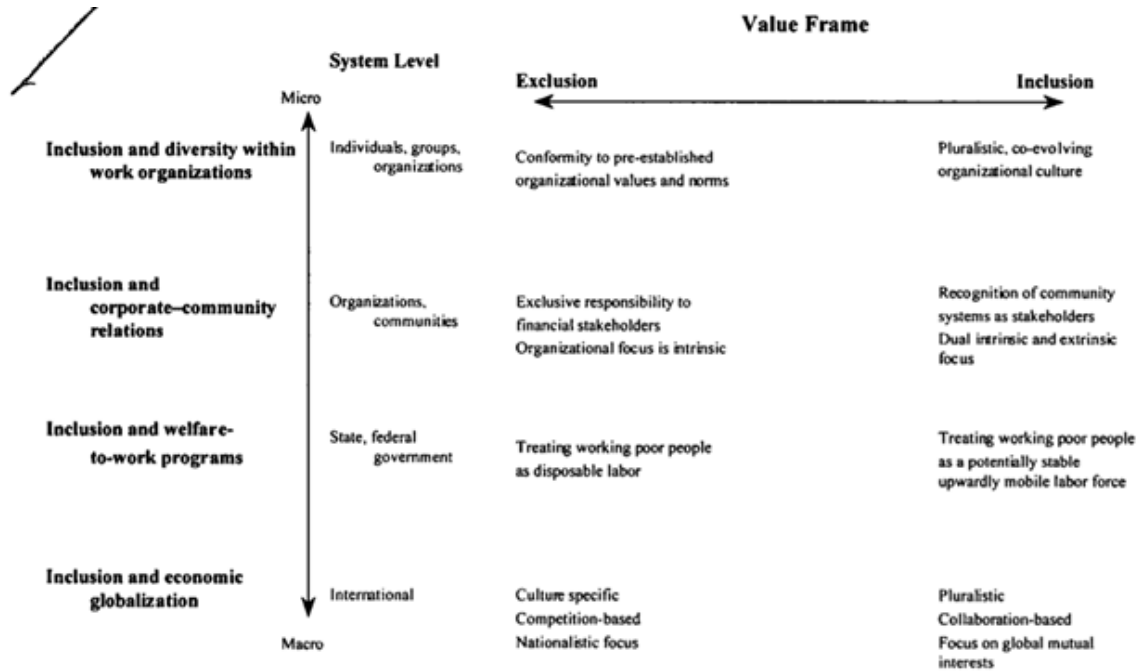 Value Frame
System Level
Exclusion
Inclusion
Micro
Inclusion and diversity within
work organizations
Individuals, groups,
organizations
Conformity to pre-established
organizational values and norms
Pluralistic, co-evolving
organizational culture
Inclusion and
corporate–community
relations
Organizations,
communities
Exclusive responsibility to
financial stakeholders
Organizational focus is intrinsic
Recognition of community
systems as stakeholders
Dual intrinsic and extrinsic
focus
Inclusion and welfare-
to-work programs
State, federal
government
Treating working poor people
as disposable labor
Treating working poor people
as a potentially stable
upwardly mobile labor force
Inclusion and economic
globalization
International
Culture specific
Competition-based
Nationalistic focus
Pluralistic
Collaboration-based
Focus on global mutual
interests
Macro